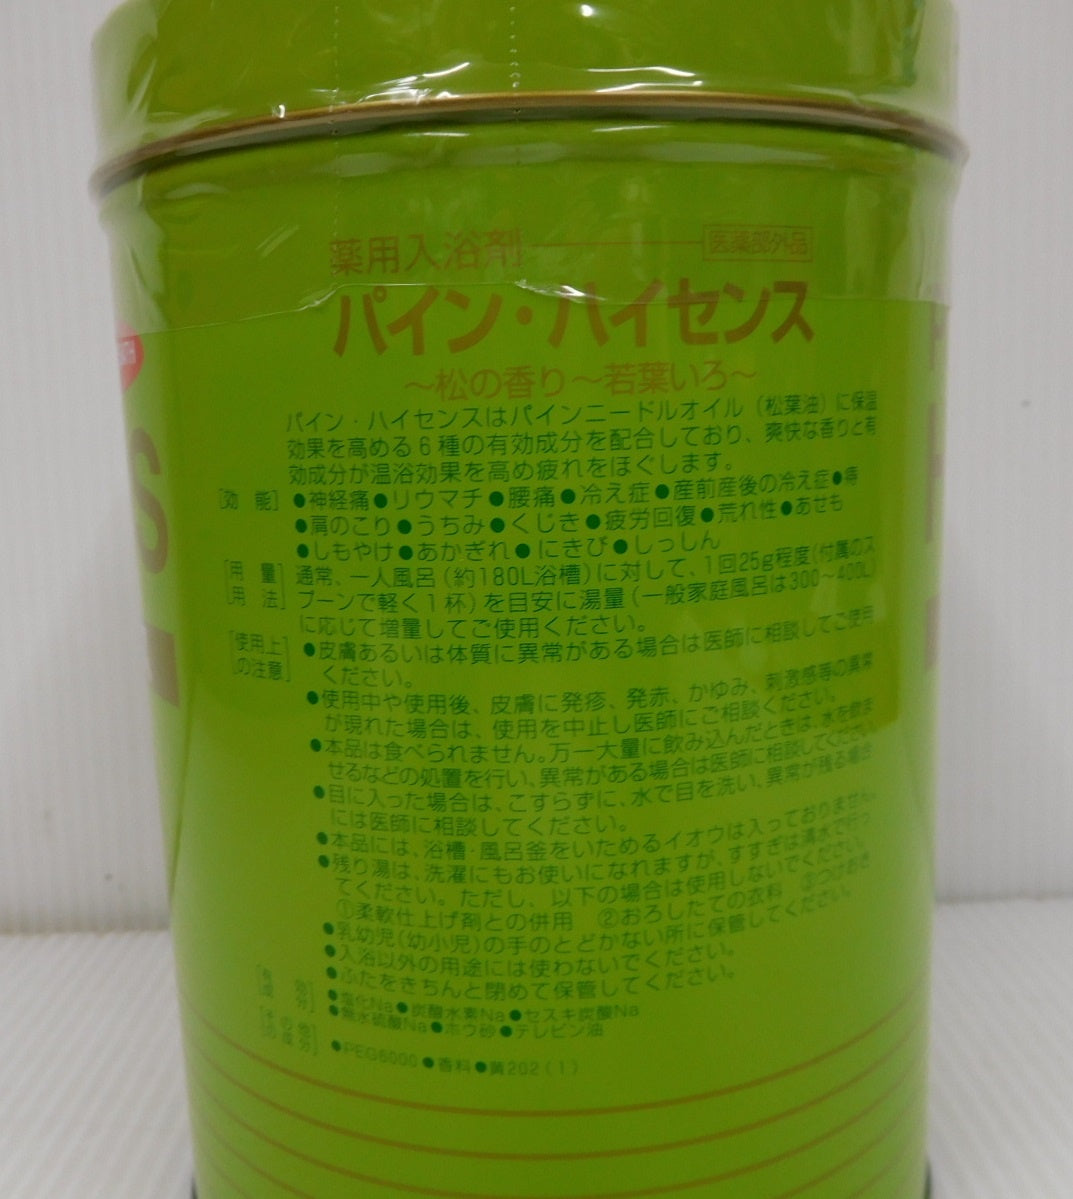 薬用入浴剤
医薬部外品
パイン・ハイセンス
～松の香り～若葉いろ～
パイン・ハイセンスはパインニードルオイル（松葉油）に保温
効果を高める6種の有効成分を配合しており、爽快な香りと有
効成分が温浴効果を高め疲れをほぐします。
[効 能] ●神経痛●リウマチ●腰痛●冷え症●産前産後の冷え症●痔
●肩のこり●うちみ●くじき●疲労回復●荒れ性●あせも
●しもやけ●あかぎれ●にきび●しっしん
[用 量] 通常、一人風呂(約180L浴槽)に対して、1回25g程度(付属のス
[用 法] プーンで軽く1杯)を目安に湯量(一般家庭風呂は300～400L)
に応じて増量してご使用ください。
[使用上 ●皮膚あるいは体質に異常がある場合は医師に相談してご使用
の注意] ください。
●使用中や使用後、皮膚に発疹、発赤、かゆみ、刺激感等の異常
が現れた場合は、使用を中止し医師にご相談ください。
●本品は食べられません。万一大量に飲み込んだときは、水を飲ま
せるなどの処置を行い、異常がある場合は医師に相談してください。
●目に入った場合は、こすらずに、水で目を洗い、異常が残る場合
には医師に相談してください。
●本品には、浴槽・風呂釜をいためるイオウは入っておりません。
●残り湯は、洗濯にもお使いになれますが、すすぎは清水で行っ
てください。ただし、以下の場合は使用しないでください。
①柔軟仕上げ剤との併用 ②おろしたての衣料 ③つけおき
●乳幼児(幼小児)の手のとどかない所に保管してください。
●入浴以外の用途には使わないでください。
●ふたをきちんと閉めて保管してください。
[有 効 ●塩化Na●炭酸水素Na●セスキ炭酸Na
成 分] ●無水硫酸Na●ホウ砂●テレビン油
[その他
の成分] ●PEG6000●香料●黄202(1)
S